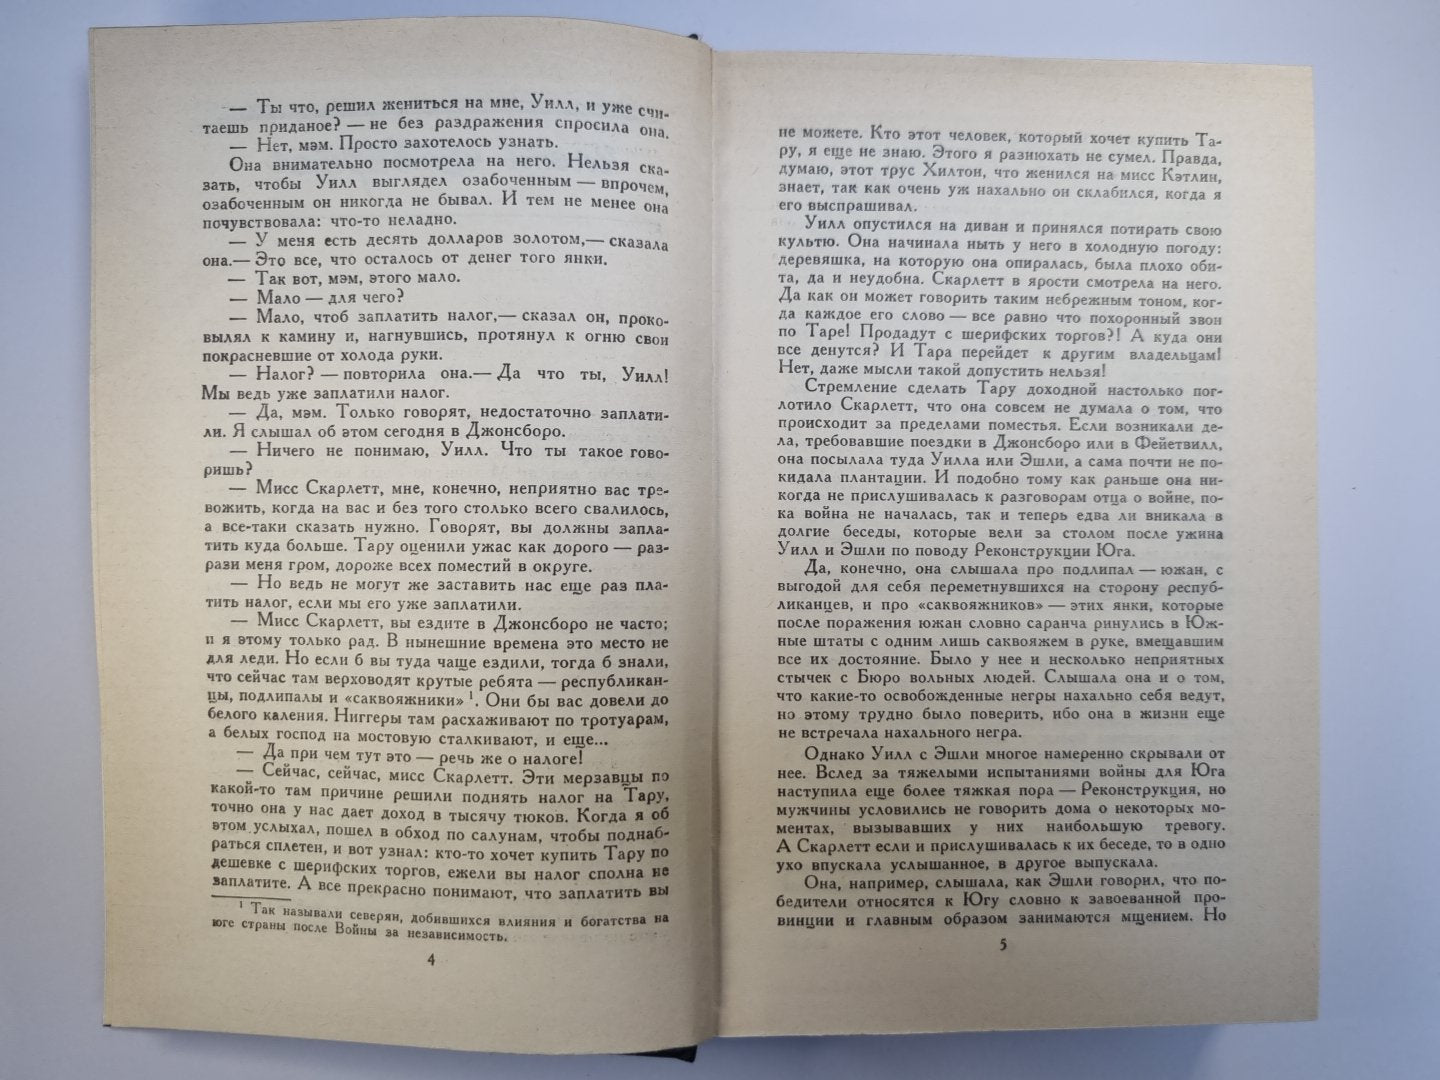 — Ты что, решил жениться на мне, Уилл, и уже счи-
таешь приданое? — не без раздражения спросила она.
— Нет, мэм. Просто захотелось узнать.
Она внимательно посмотрела на него. Нельзя ска-
зать, чтобы Уилл выглядел озабоченным — впрочем,
озабоченным он никогда не бывал. И тем не менее она
почувствовала: что-то неладно.
— У меня есть десять долларов золотом,— сказала
она.— Это все, что осталось от денег того янки.
— Так вот, мэм, этого мало.
— Мало — для чего?
— Мало, чтоб заплатить налог,— сказал он, проко-
вылял к камину и, нагнувшись, протянул к огню свои
покрасневшие от холода руки.
— Налог? — повторила она.— Да что ты, Уилл!
Мы ведь уже заплатили налог.
— Да, мэм. Только говорят, недостаточно заплати-
ли. Я слышал об этом сегодня в Джонсборо.
— Ничего не понимаю, Уилл. Что ты такое гово-
ришь?
— Мисс Скарлетт, мне, конечно, неприятно вас тре-
вожить, когда на вас и без того столько всего свалилось,
а все-таки сказать нужно. Говорят, вы должны запла-
тить куда больше. Тару оценили ужас как дорого — раз-
рази меня гром, дороже всех поместий в округе.
— Но ведь не могут же заставить нас еще раз пла-
тить налог, если мы его уже заплатили.
— Мисс Скарлетт, вы ездите в Джонсборо не часто;
и я этому только рад. В нынешние времена это место не
для леди. Но если б вы туда чаще ездили, тогда б знали,
что сейчас там верховодят крутые ребята — республикан-
цы, подлипалы и «саквояжники» 1. Они бы вас довели до
белого каления. Ниггеры там расхаживают по тротуарам,
а белых господ на мостовую сталкивают, и еще...
— Да при чем тут это — речь же о налоге!
— Сейчас, сейчас, мисс Скарлетт. Эти мерзавцы по
какой-то там причине решили поднять налог на Тару,
точно она у нас дает доход в тысячу тюков. Когда я об
этом услыхал, пошел в обход по салунам, чтобы поднаб-
раться сплетен, и вот узнал: кто-то хочет купить Тару по
дешевке с шерифских торгов, ежели вы налог сполна не
заплатите. А все прекрасно понимают, что заплатить вы
1 Так называли северян, добившихся влияния и богатства на
юге страны после Войны за независимость.
4
не можете. Кто этот человек, который хочет купить Та-
ру, я еще не знаю. Этого я разнюхать не сумел. Правда,
думаю, этот трус Хилтон, что женился на мисс Кэтлин,
знает, так как очень уж нахально он склабился, когда я
его выспрашивал.
Уилл опустился на диван и принялся потирать свою
культю. Она начинала ныть у него в холодную погоду:
деревяшка, на которую она опиралась, была плохо оби-
та, да и неудобна. Скарлетт в ярости смотрела на него.
Да как он может говорить таким небрежным тоном, ког-
да каждое его слово — все равно что похоронный звон
по Таре! Продадут с шерифских торгов?! А куда они
все денутся? И Тара перейдет к другим владельцам!
Нет, даже мысли такой допустить нельзя!
Стремление сделать Тару доходной настолько пог-
лотило Скарлетт, что она совсем не думала о том, что
происходит за пределами поместья. Если возникали де-
ла, требовавшие поездки в Джонсборо или в Фейетвилл,
она посылала туда Уилла или Эшли, а сама почти не по-
кидала плантации. И подобно тому как раньше она ни-
когда не прислушивалась к разговорам отца о войне, по-
ка война не началась, так и теперь едва ли вникала в
долгие беседы, которые вели за столом после ужина
Уилл и Эшли по поводу Реконструкции Юга.
Да, конечно, она слышала про подлипал — южан, с
выгодой для себя переметнувшихся на сторону респуб-
ликанцев, и про «саквояжников» — этих янки, которые
после поражения южан словно саранча ринулись в Юж-
ные штаты с одним лишь саквояжем в руке, вмещавшим
все их достояние. Было у нее и несколько неприятных
стычек с Бюро вольных людей. Слышала она и о том,
что какие-то освобожденные негры нахально себя ведут,
но этому трудно было поверить, ибо она в жизни еще
не встречала нахального негра.
Однако Уилл с Эшли многое намеренно скрывали от
нее. Вслед за тяжелыми испытаниями войны для Юга
наступила еще более тяжкая пора — Реконструкция, но
мужчины условились не говорить дома о некоторых мо-
ментах, вызывавших у них наибольшую тревогу.
А Скарлетт если и прислушивалась к их беседе, то в одно
ухо впускала услышанное, в другое выпускала.
Она, например, слышала, как Эшли говорил, что по-
бедители относятся к Югу словно к завоеванной про-
винции и главным образом занимаются мщением. Но
5